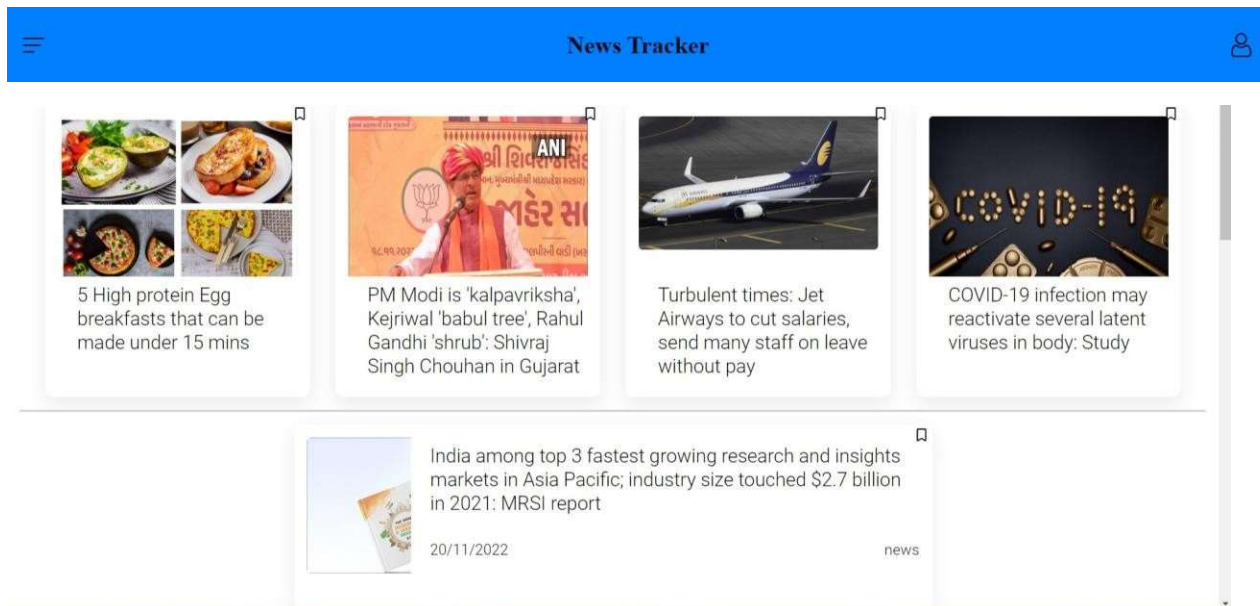 News Tracker
ANI
શ્રી શિવરાજસિંહ
જાહેર સભ
COVID-19
5 High protein Egg
breakfasts that can be
made under 15 mins
PM Modi is 'kalpavriksha',
Kejriwal 'babul tree', Rahul
Gandhi 'shrub': Shivraj
Singh Chouhan in Gujarat
Turbulent times: Jet
Airways to cut salaries,
send many staff on leave
without pay
COVID-19 infection may
reactivate several latent
viruses in body: Study
India among top 3 fastest growing research and insights
markets in Asia Pacific; industry size touched $2.7 billion
in 2021: MRSI report
20/11/2022
news